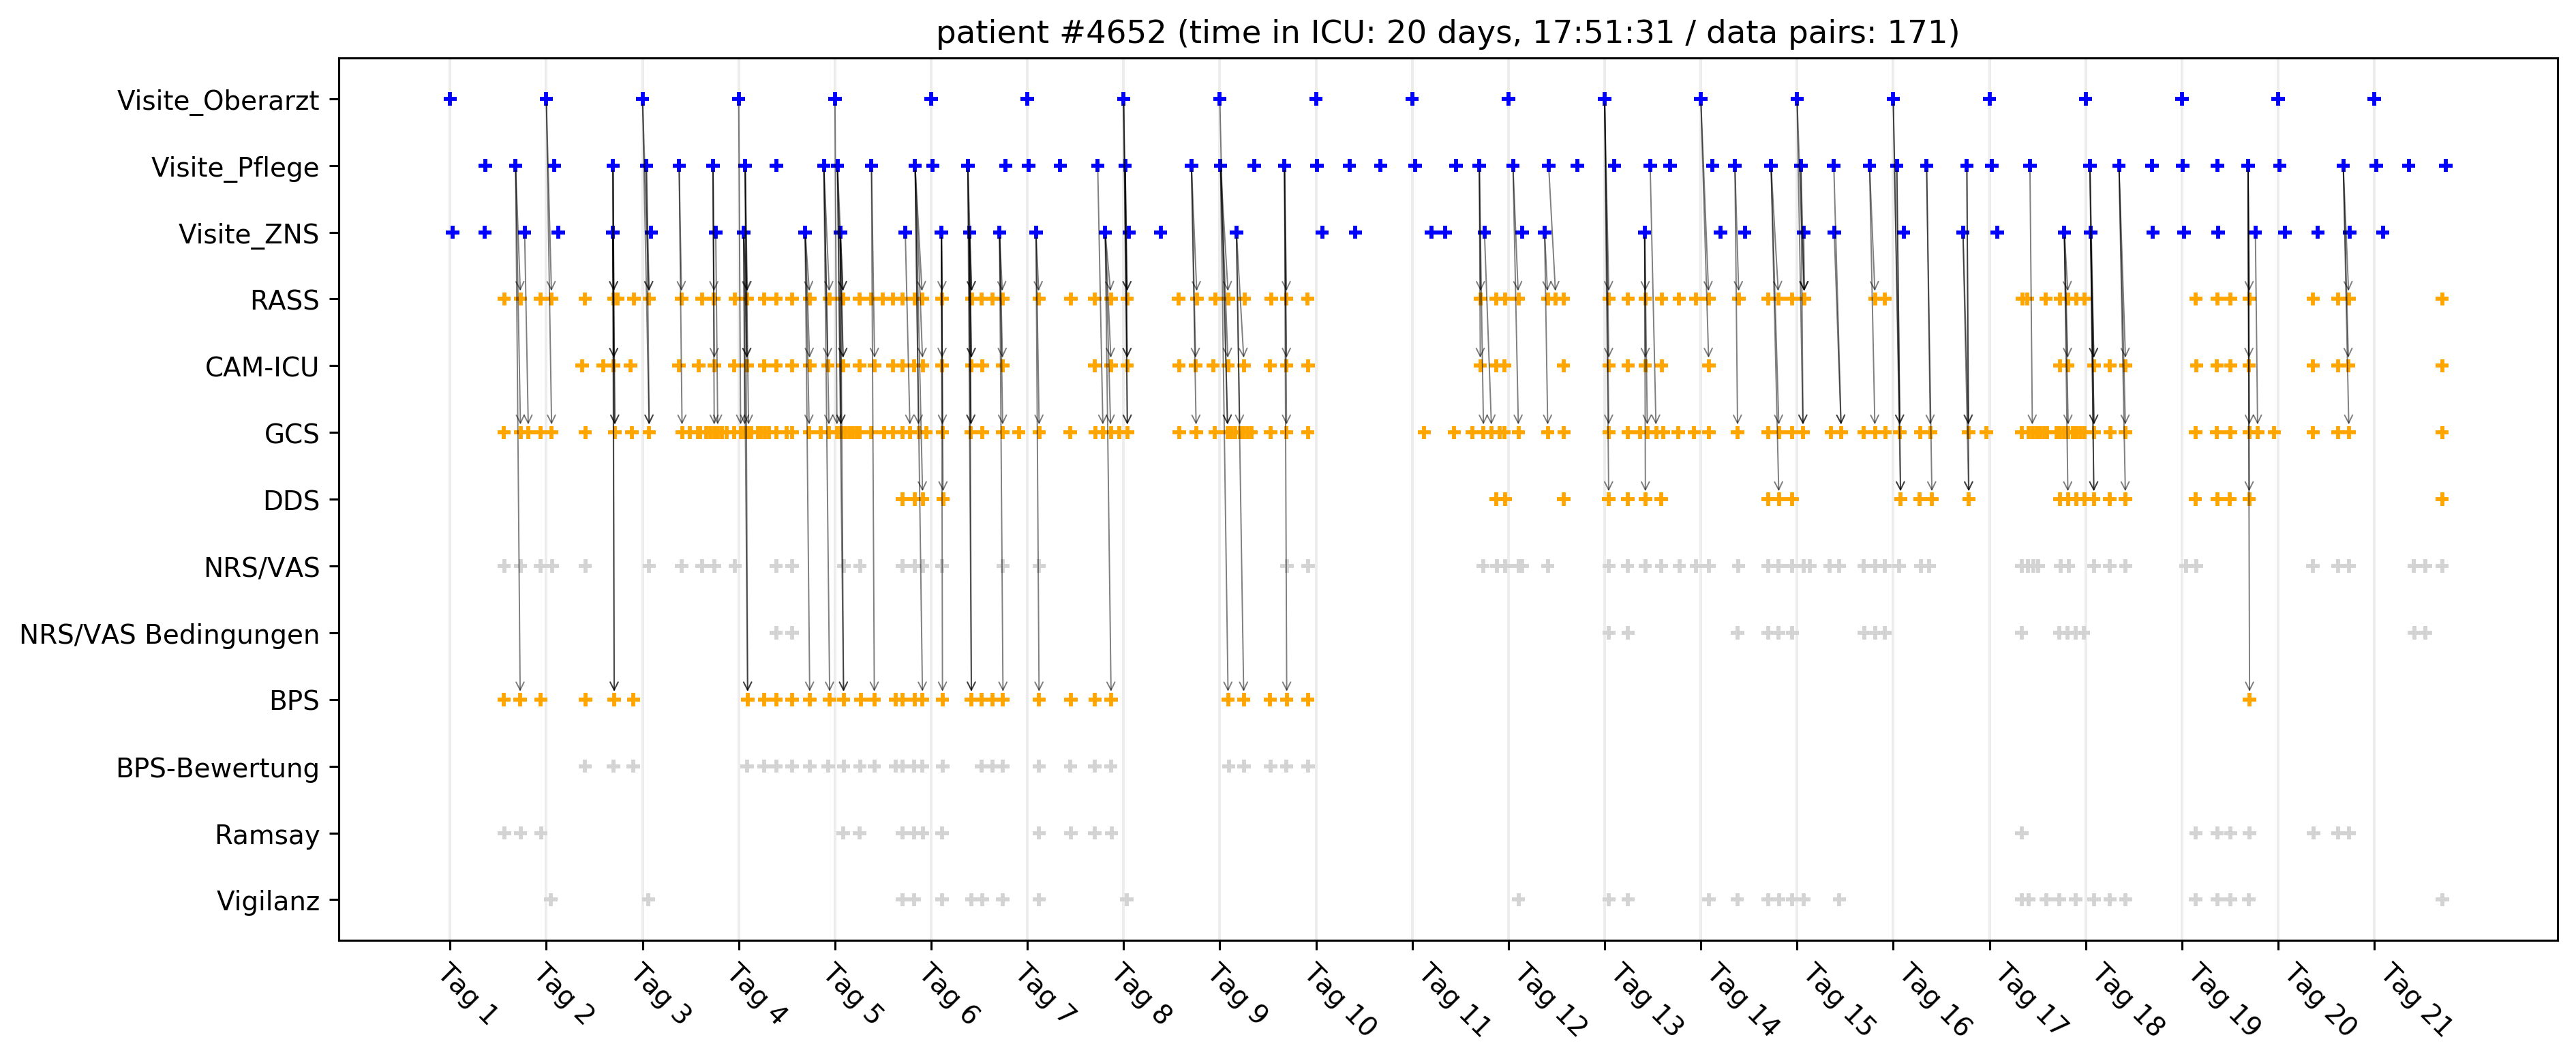 patient #4652 (time in ICU: 20 days, 17:51:31 / data pairs: 171)
Visite_Oberarzt
Visite_Pflege
Visite_ZNS
RASS
CAM-ICU
GCS
DDS
NRS/VAS
NRS/VAS Bedingungen
BPS
BPS-Bewertung
Ramsay
Vigilanz
Tag 1
Tag 2
Tag 3
Tag 4
Tag 5
Tag 6
Tag 7
Tag 8
Tag 9
Tag 10
Tag 11
Tag 12
Tag 13
Tag 14
Tag 15
Tag 16
Tag 17
Tag 18
Tag 19
Tag 20
Tag 21